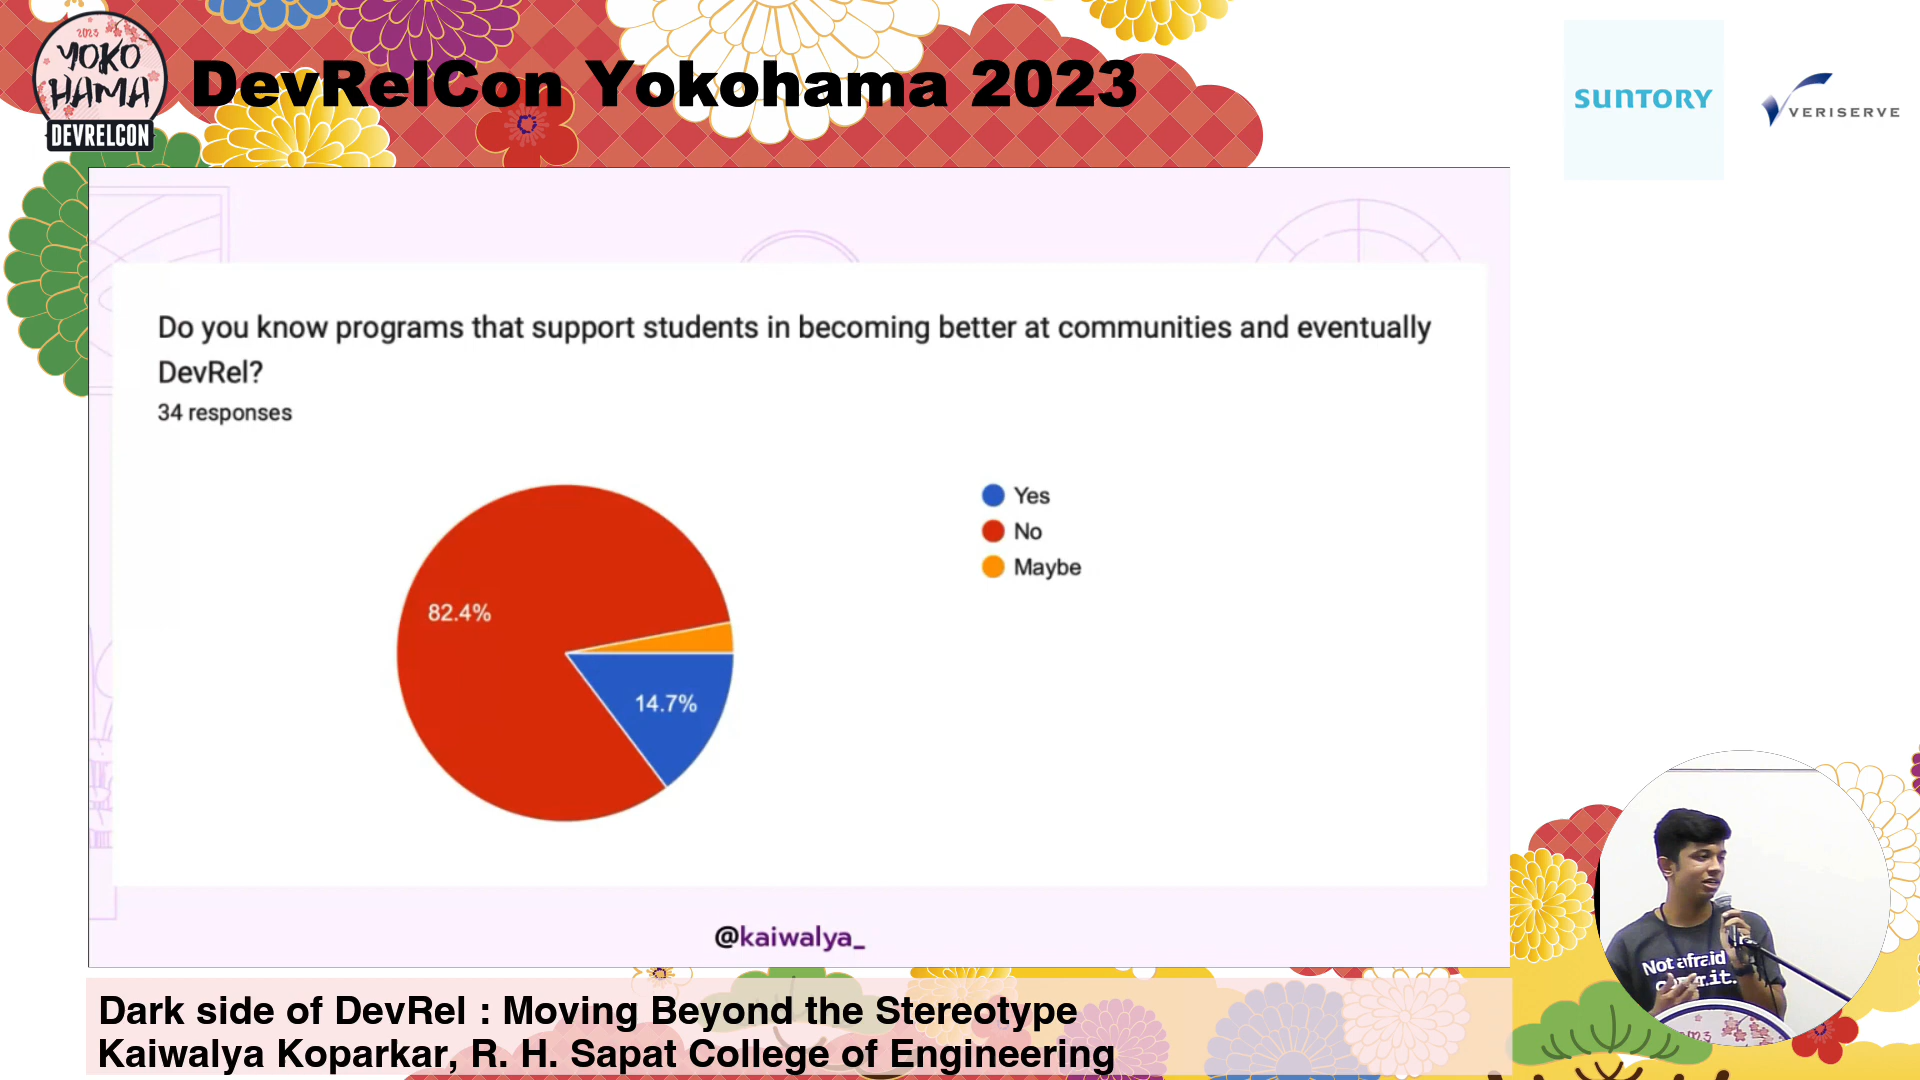 2023
YOKO
HAMA
DEVRELCON
DevRelCon Yokohama 2023
SUNTORY
VERISERVE
Do you know programs that support students in becoming better at communities and eventually
DevRel?
34 responses
Yes
No
Maybe
82.4%
14.7%
@kaiwalya_
Not afraid
Dark side of DevRel : Moving Beyond the Stereotype
Kaiwalya Koparkar, R. H. Sapat College of Engineering